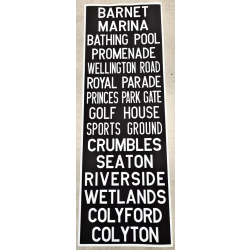 BARNET
MARINA
BATHING POOL
PROMENADE
WELLINGTON ROAD
ROYAL PARADE
PRINCES PARK GATE
GOLF HOUSE
SPORTS GROUND
CRUMBLES
SEATON
RIVERSIDE
WETLANDS
COLYFORD
COLYTON